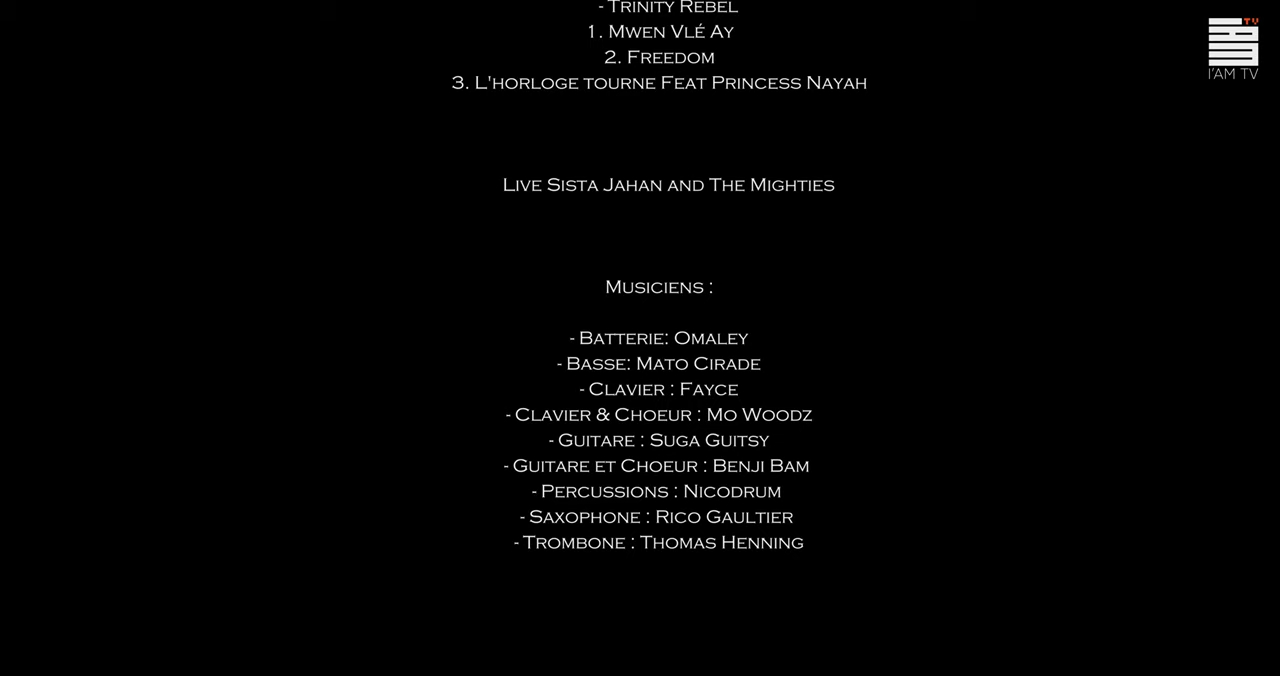 - Trinity Rebel
1. Mwen Vlé Ay
2. Freedom
3. L'horloge tourne Feat Princess Nayah
Live Sista Jahan and The Mighties
Musiciens :
- Batterie: Omaley
- Basse: Mato Cirade
- Clavier : Fayce
- Clavier & Choeur : Mo Woodz
- Guitare : Suga Guitsy
- Guitare et Choeur : Benji Bam
- Percussions : Nicodrum
- Saxophone : Rico Gaultier
- Trombone : Thomas Henning
TV
I'AM TV